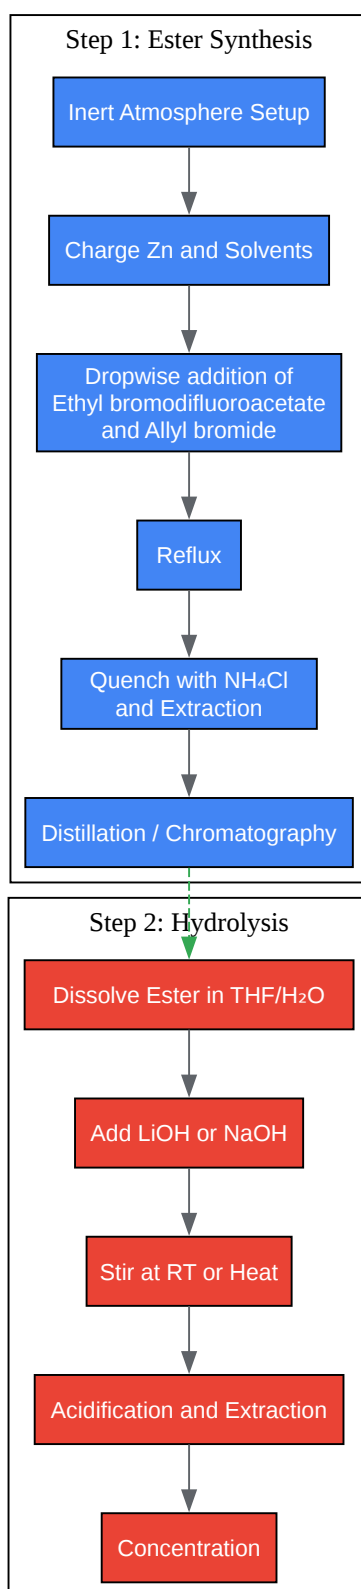 Step 1: Ester Synthesis
Inert Atmosphere Setup
Charge Zn and Solvents
Dropwise addition of
Ethyl bromodifluoroacetate
and Allyl bromide
Reflux
Quench with NH₄Cl
and Extraction
Distillation / Chromatography
Step 2: Hydrolysis
Dissolve Ester in THF/H₂O
Add LiOH or NaOH
Stir at RT or Heat
Acidification and Extraction
Concentration